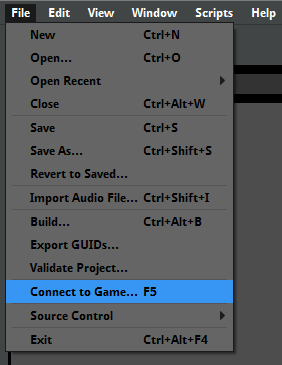 File Edit View Window Scripts Help
New Ctrl+N
Open... Ctrl+O
Open Recent
Close Ctrl+Alt+W
Save Ctrl+S
Save As... Ctrl+Shift+S
Revert to Saved...
Import Audio File... Ctrl+Shift+I
Build... Ctrl+Alt+B
Export GUIDs...
Validate Project...
Connect to Game... F5
Source Control
Exit Ctrl+Alt+F4